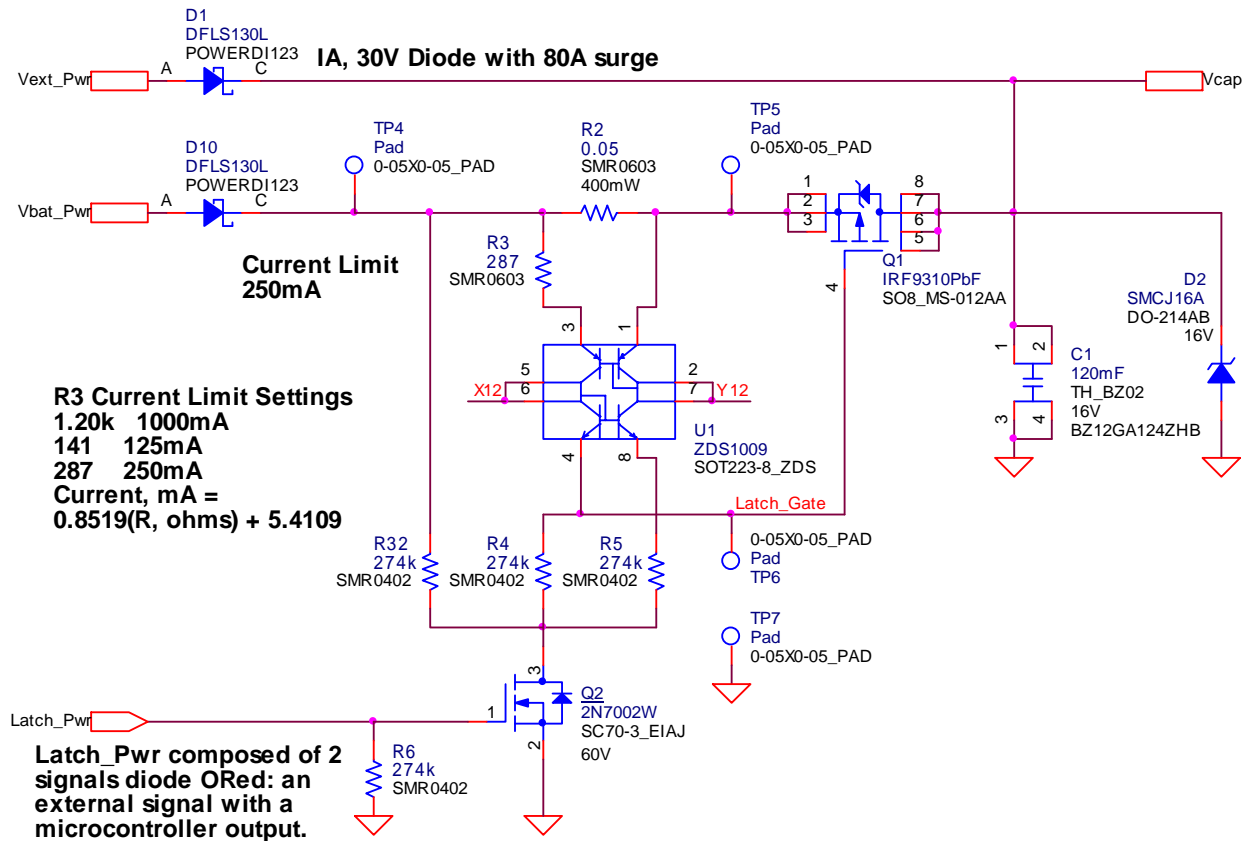 D1
DFLS130L
POWERDI123
IA, 30V Diode with 80A surge
Vext_Pwr
A
C
Vcap
D10
DFLS130L
POWERDI123
Vbat_Pwr
A
C
TP4
Pad
0-05X0-05_PAD
R2
0.05
SMR0603
400mW
TP5
Pad
0-05X0-05_PAD
1
2
3
8
7
6
5
4
Q1
IRF9310PbF
SO8_MS-012AA
Current Limit
250mA
R3
287
SMR0603
3
1
5
6
2
7
X12
Y12
4
8
U1
ZDS1009
SOT223-8_ZDS
D2
SMCJ16A
DO-214AB
16V
1
2
3
4
C1
120mF
TH_BZ02
16V
BZ12GA124ZHB
R3 Current Limit Settings
1.20k 1000mA
141 125mA
287 250mA
Current, mA =
0.8519(R, ohms) + 5.4109
Latch_Gate
R32
274k
SMR0402
R4
274k
SMR0402
R5
274k
SMR0402
0-05X0-05_PAD
Pad
TP6
TP7
Pad
0-05X0-05_PAD
3
1
2
Q2
2N7002W
SC70-3_EIAJ
60V
Latch_Pwr
R6
274k
SMR0402
Latch_Pwr composed of 2
signals diode ORed: an
external signal with a
microcontroller output.